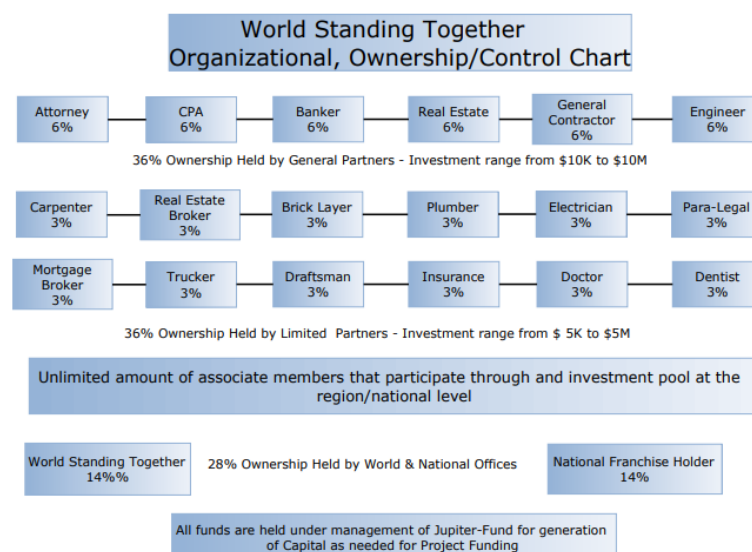 World Standing Together
Organizational, Ownership/Control Chart
Attorney
6%
CPA
6%
Banker
6%
Real Estate
6%
General
Contractor
6%
Engineer
6%
36% Ownership Held by General Partners - Investment range from $10K to $10M
Carpenter
3%
Real Estate
Broker
3%
Brick Layer
3%
Plumber
3%
Electrician
3%
Para-Legal
3%
Mortgage
Broker
3%
Trucker
3%
Draftsman
3%
Insurance
3%
Doctor
3%
Dentist
3%
36% Ownership Held by Limited  Partners - Investment range from $ 5K to $5M
Unlimited amount of associate members that participate through and investment pool at the
region/national level
World Standing Together
14%%
28% Ownership Held by World & National Offices
National Franchise Holder
14%
All funds are held under management of Jupiter-Fund for generation
of Capital as needed for Project Funding